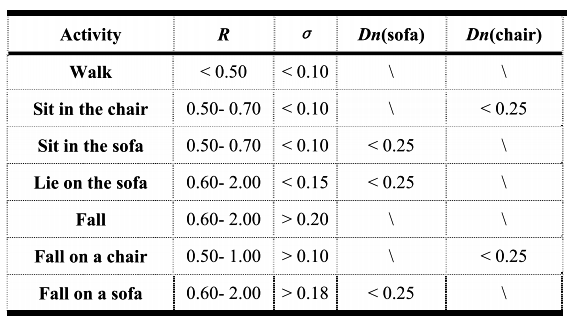 Activity R σ Dn(sofa) Dn(chair)
Walk < 0.50 < 0.10 \ \
Sit in the chair 0.50- 0.70 < 0.10 \ < 0.25
Sit in the sofa 0.50- 0.70 < 0.10 < 0.25 \
Lie on the sofa 0.60- 2.00 < 0.15 < 0.25 \
Fall 0.60- 2.00 > 0.20 \ \
Fall on a chair 0.50- 1.00 > 0.10 \ < 0.25
Fall on a sofa 0.60- 2.00 > 0.18 < 0.25 \